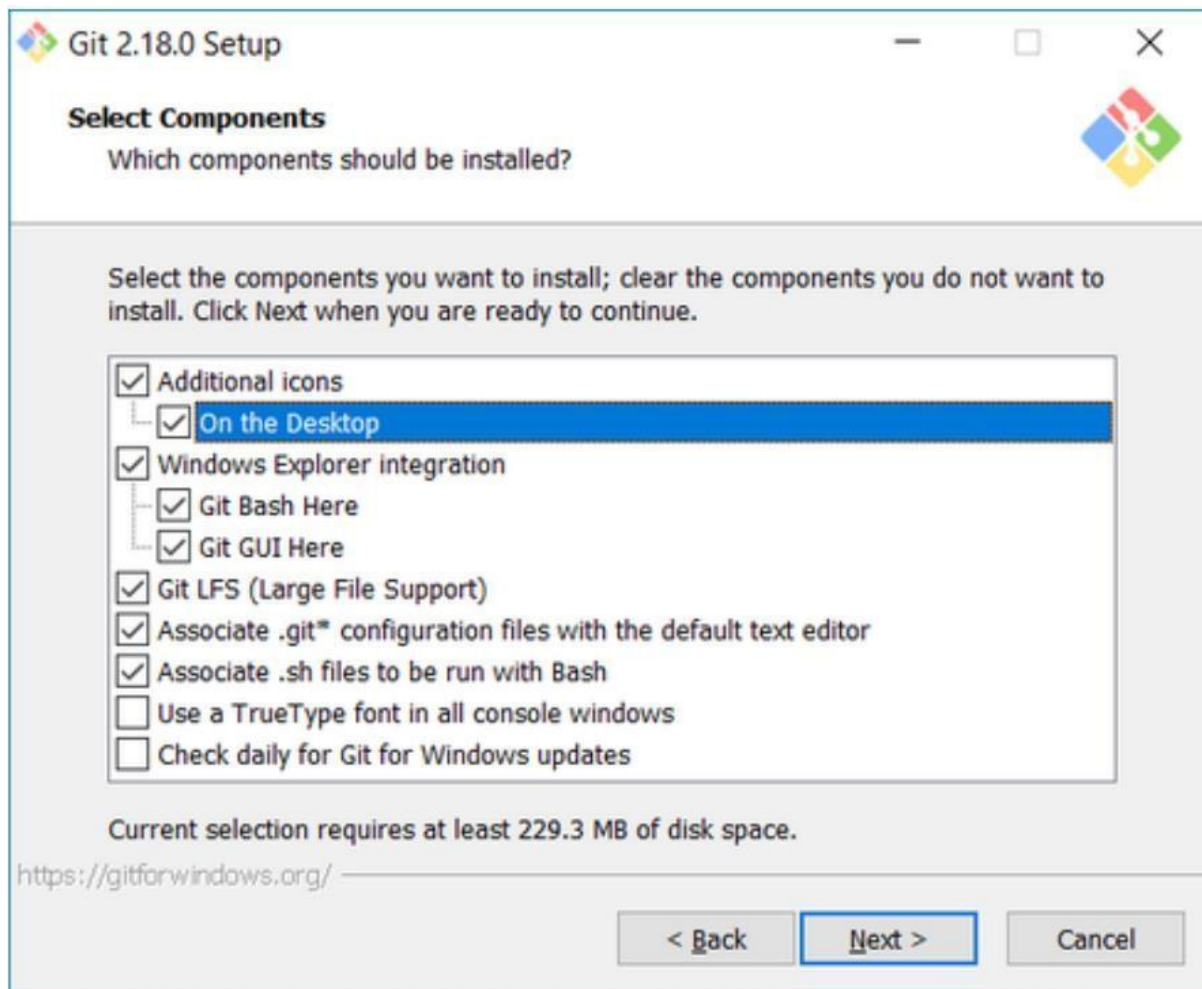 Git 2.18.0 Setup
Select Components
Which components should be installed?
Select the components you want to install; clear the components you do not want to
install. Click Next when you are ready to continue.
Additional icons
On the Desktop
Windows Explorer integration
Git Bash Here
Git GUI Here
Git LFS (Large File Support)
Associate .git* configuration files with the default text editor
Associate .sh files to be run with Bash
Use a TrueType font in all console windows
Check daily for Git for Windows updates
Current selection requires at least 229.3 MB of disk space.
https://gitforwindows.org/
< Back
Next >
Cancel